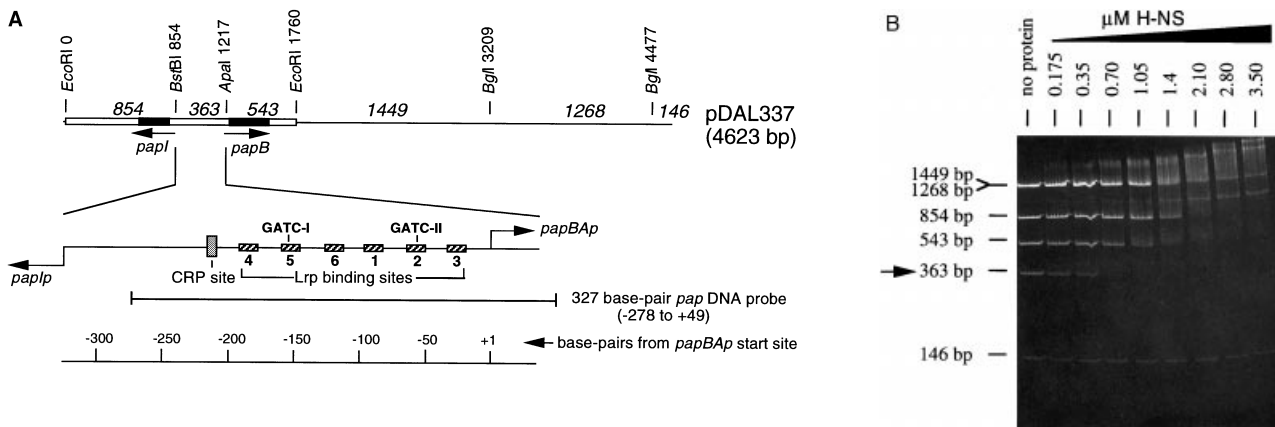 A
EcoRI 0
BstBI 854
ApaI 1217
EcoRI 1760
BglI 3209
BglI 4477
854
363
543
1449
1268
146
pDAL337
(4623 bp)
papI
papB
GATC-I
GATC-II
papBAp
papIp
CRP site
4
5
6
1
2
3
Lrp binding sites
327 base-pair pap DNA probe
(-278 to +49)
-300
-250
-200
-150
-100
-50
+1
base-pairs from papBAp start site
B
µM H-NS
no protein
0.175
0.35
0.70
1.05
1.4
2.10
2.80
3.50
1449 bp
1268 bp
854 bp
543 bp
363 bp
146 bp